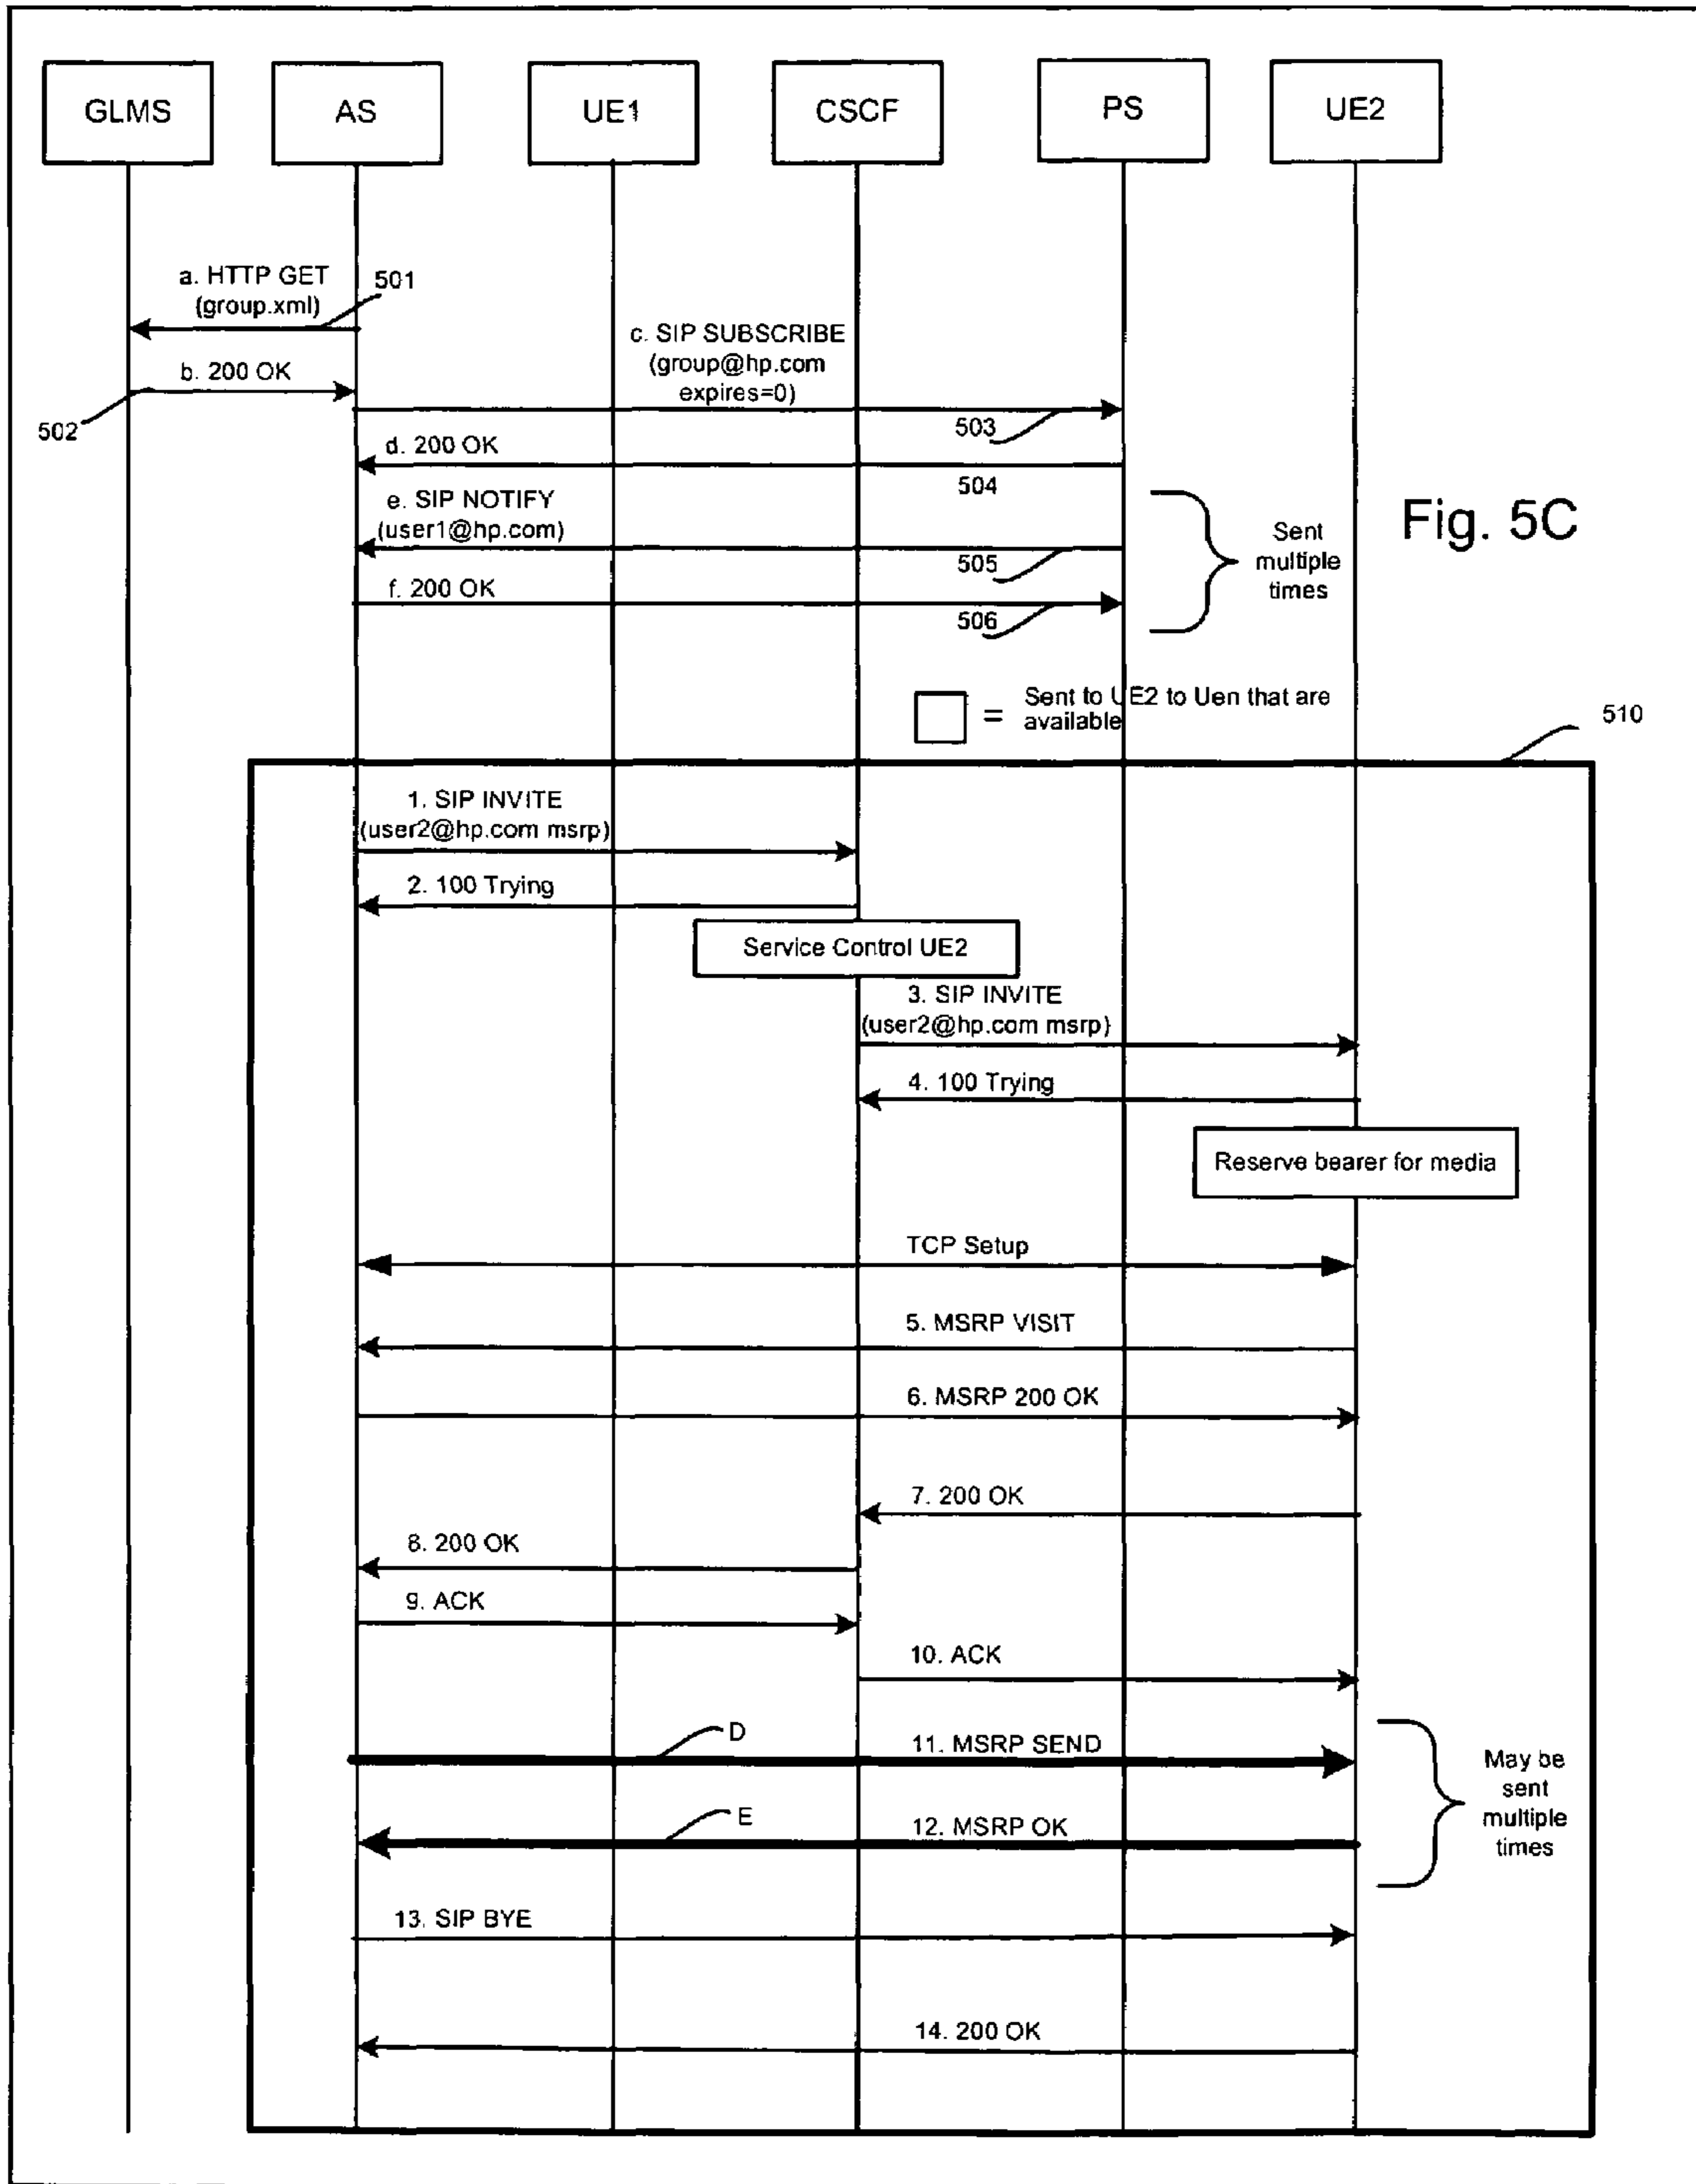 GLMS
AS
UE1
CSCF
PS
UE2
a. HTTP GET
(group.xml)
501
b. 200 OK
502
c. SIP SUBSCRIBE
(group@hp.com
expires=0)
503
d. 200 OK
504
e. SIP NOTIFY
(user1@hp.com)
505
f. 200 OK
506
Sent
multiple
times
Fig. 5C
= Sent to UE2 to Uen that are
available
510
1. SIP INVITE
(user2@hp.com msrp)
2. 100 Trying
Service Control UE2
3. SIP INVITE
(user2@hp.com msrp)
4. 100 Trying
Reserve bearer for media
TCP Setup
5. MSRP VISIT
6. MSRP 200 OK
7. 200 OK
8. 200 OK
9. ACK
10. ACK
D
11. MSRP SEND
E
12. MSRP OK
May be
sent
multiple
times
13. SIP BYE
14. 200 OK